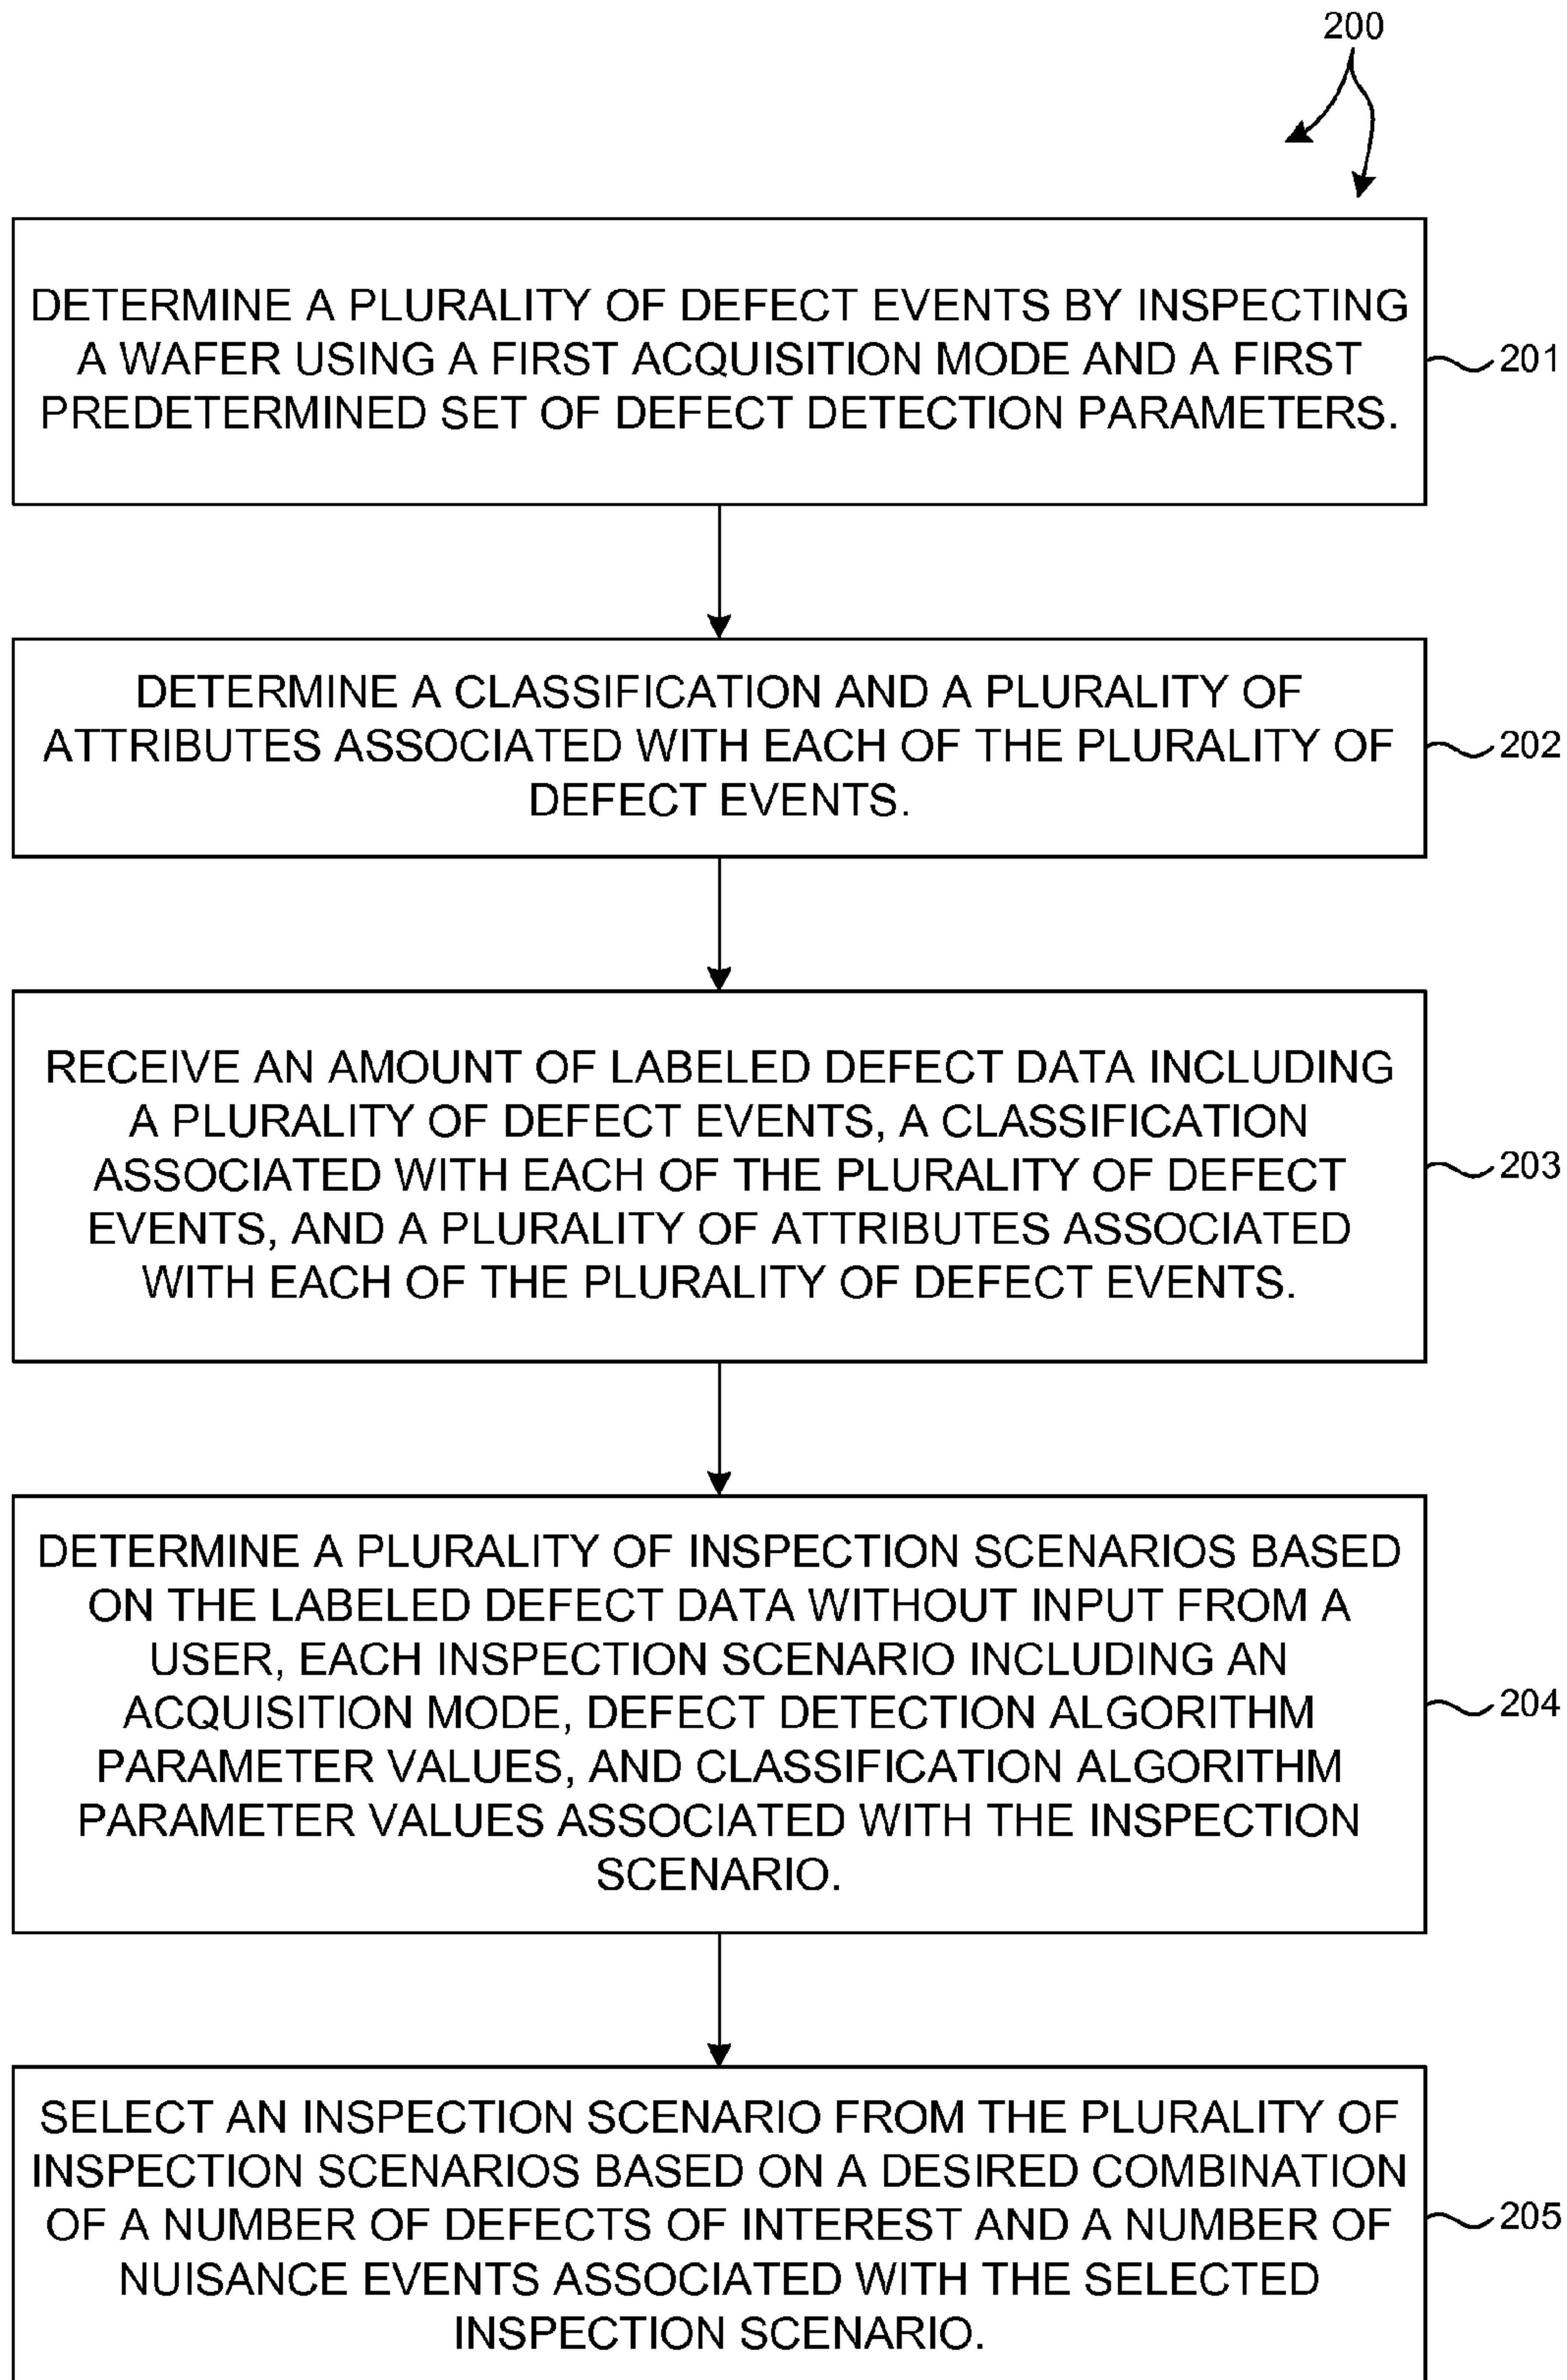 200
DETERMINE A PLURALITY OF DEFECT EVENTS BY INSPECTING
A WAFER USING A FIRST ACQUISITION MODE AND A FIRST
PREDETERMINED SET OF DEFECT DETECTION PARAMETERS.
201
DETERMINE A CLASSIFICATION AND A PLURALITY OF
ATTRIBUTES ASSOCIATED WITH EACH OF THE PLURALITY OF
DEFECT EVENTS.
202
RECEIVE AN AMOUNT OF LABELED DEFECT DATA INCLUDING
A PLURALITY OF DEFECT EVENTS, A CLASSIFICATION
ASSOCIATED WITH EACH OF THE PLURALITY OF DEFECT
EVENTS, AND A PLURALITY OF ATTRIBUTES ASSOCIATED
WITH EACH OF THE PLURALITY OF DEFECT EVENTS.
203
DETERMINE A PLURALITY OF INSPECTION SCENARIOS BASED
ON THE LABELED DEFECT DATA WITHOUT INPUT FROM A
USER, EACH INSPECTION SCENARIO INCLUDING AN
ACQUISITION MODE, DEFECT DETECTION ALGORITHM
PARAMETER VALUES, AND CLASSIFICATION ALGORITHM
PARAMETER VALUES ASSOCIATED WITH THE INSPECTION
SCENARIO.
204
SELECT AN INSPECTION SCENARIO FROM THE PLURALITY OF
INSPECTION SCENARIOS BASED ON A DESIRED COMBINATION
OF A NUMBER OF DEFECTS OF INTEREST AND A NUMBER OF
NUISANCE EVENTS ASSOCIATED WITH THE SELECTED
INSPECTION SCENARIO.
205